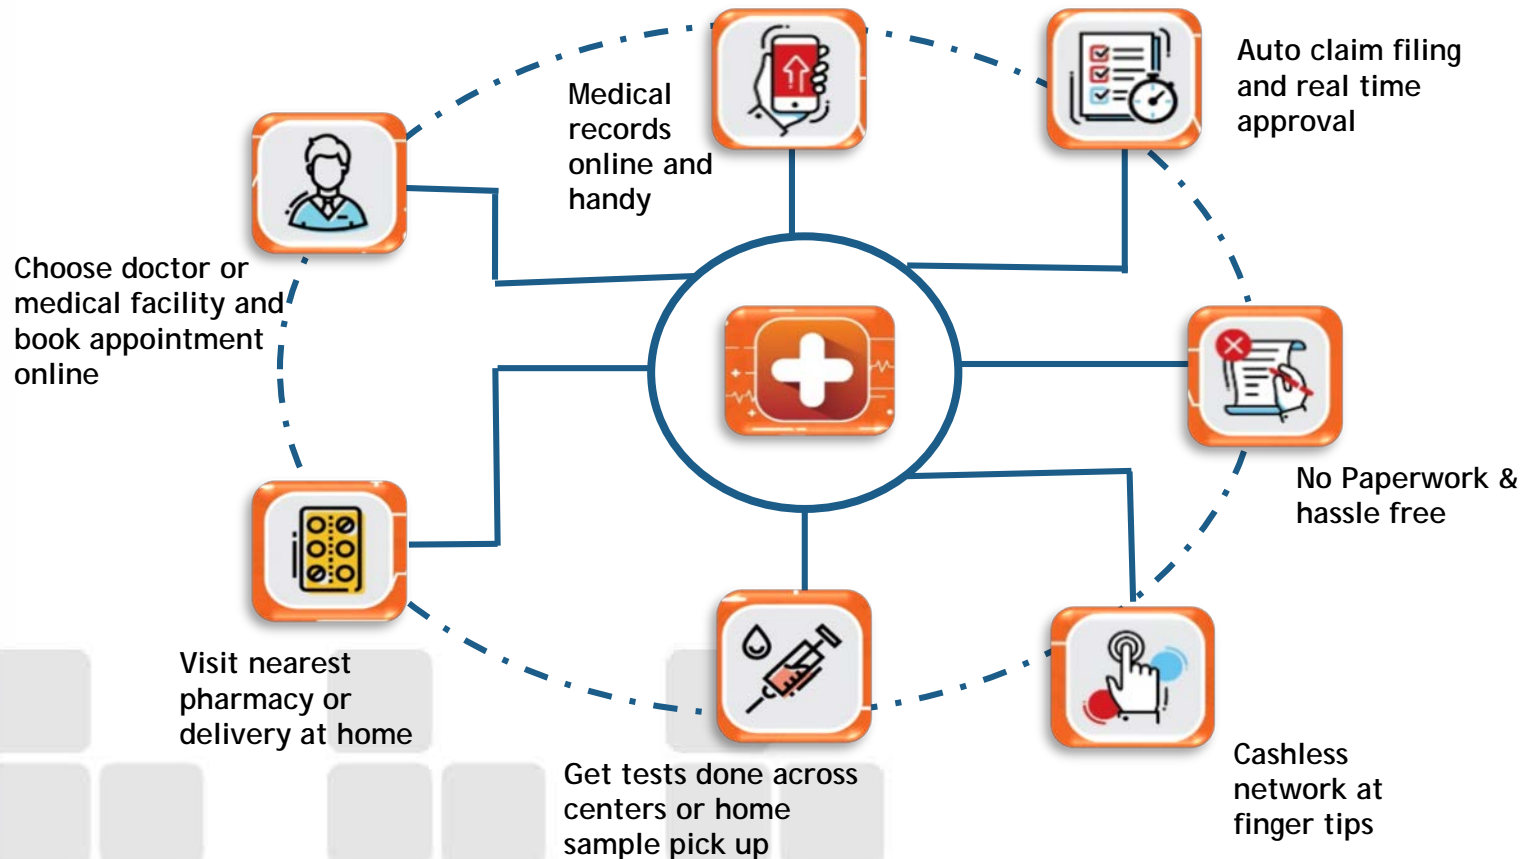 Medical
records
online and
handy
Auto claim filing
and real time
approval
Choose doctor or
medical facility and
book appointment
online
No Paperwork &
hassle free
Visit nearest
pharmacy or
delivery at home
Get tests done across
centers or home
sample pick up
Cashless
network at
finger tips